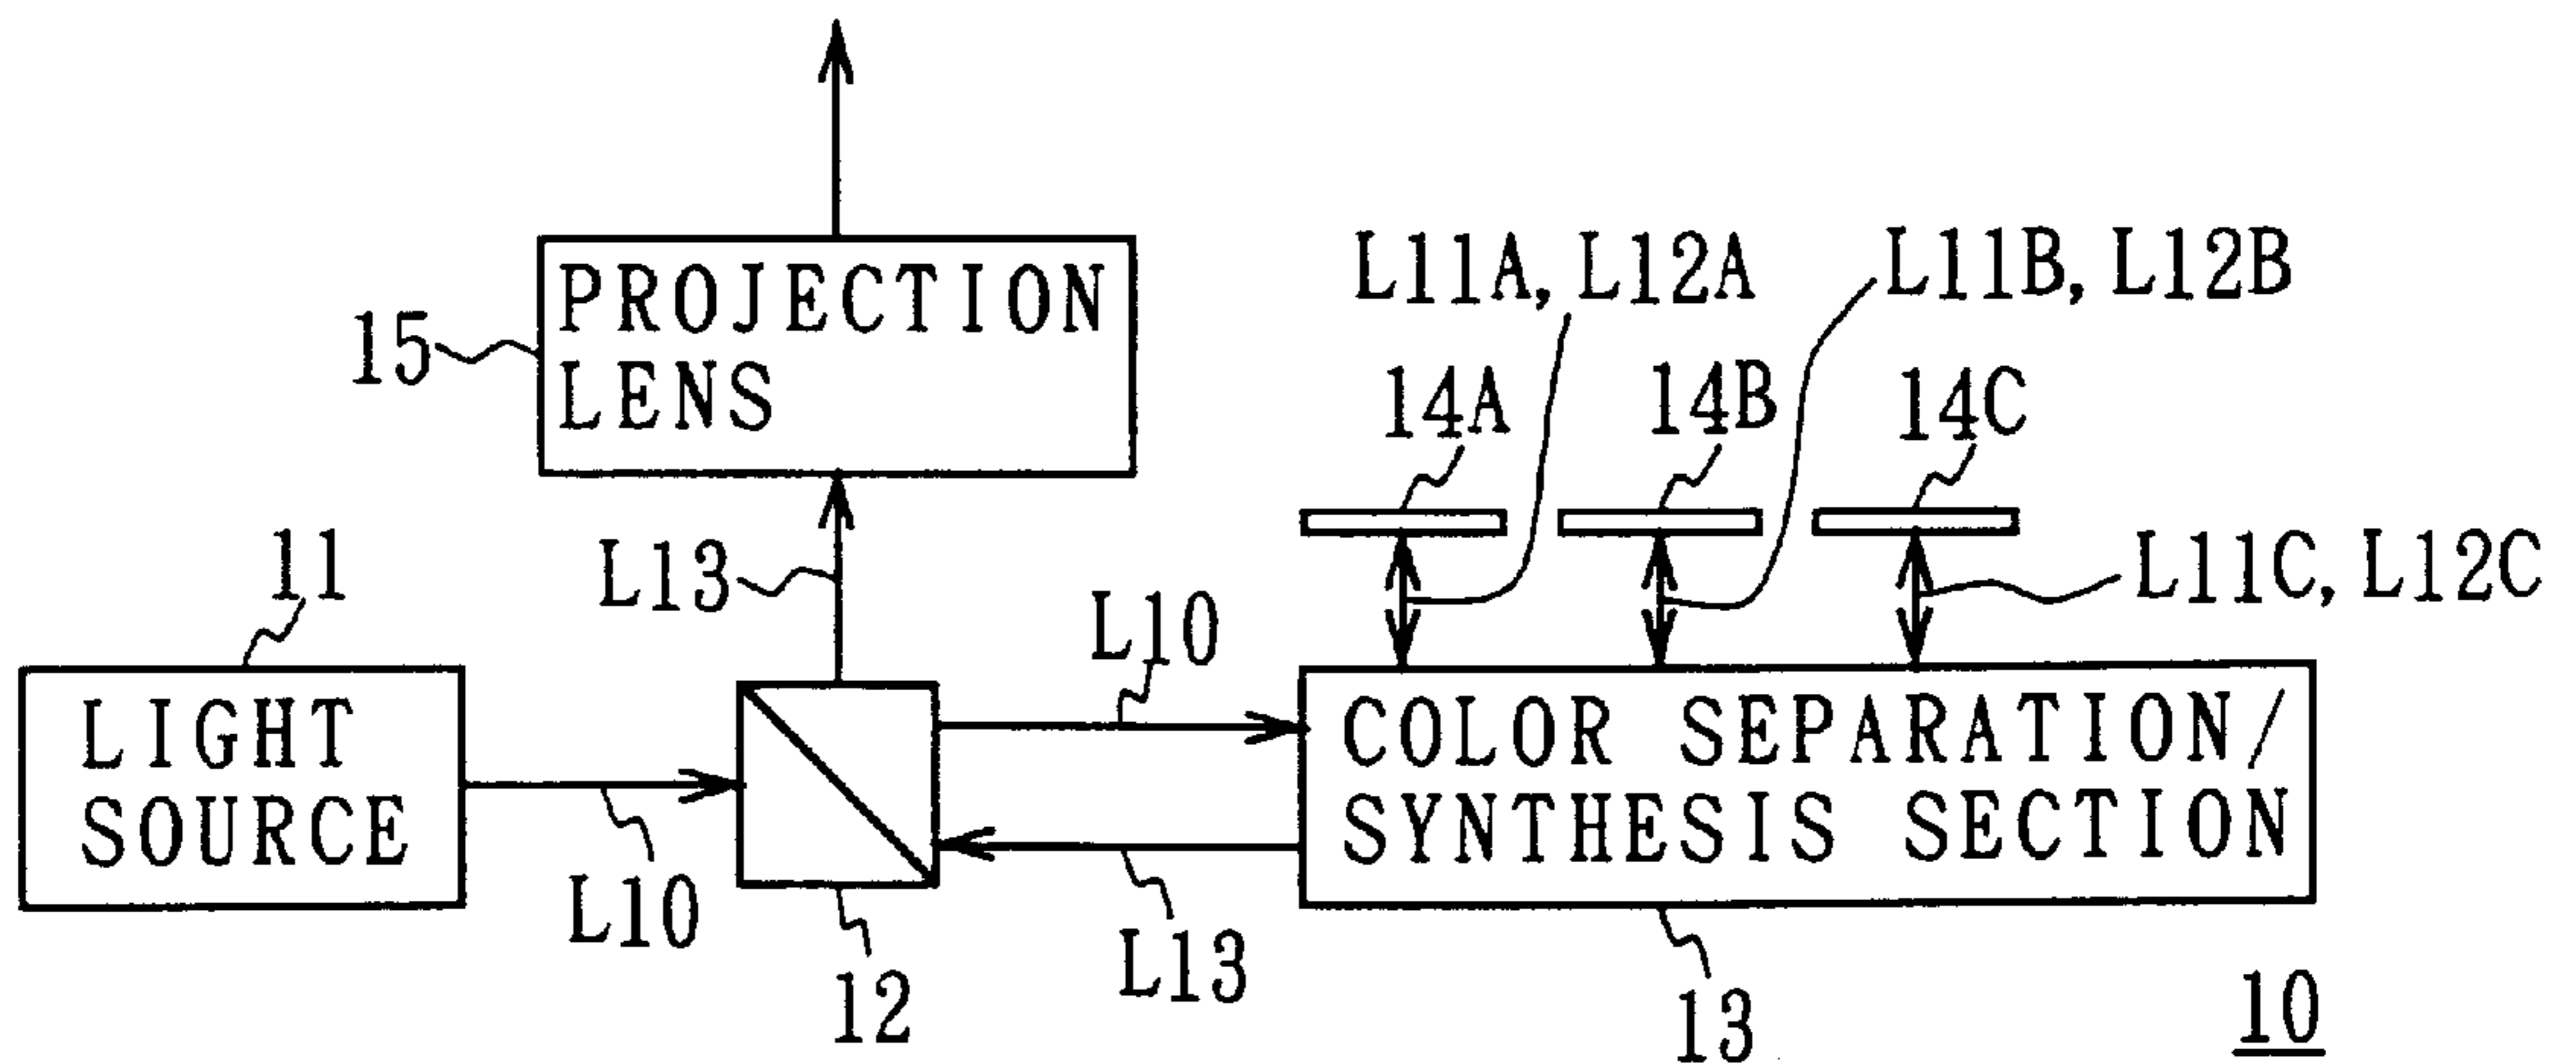 PROJECTION
LENS
15
L11A, L12A
L11B, L12B
14A
14B
14C
L11C, L12C
11
L13
L10
LIGHT
SOURCE
L10
COLOR SEPARATION/
SYNTHESIS SECTION
L13
12
13
10